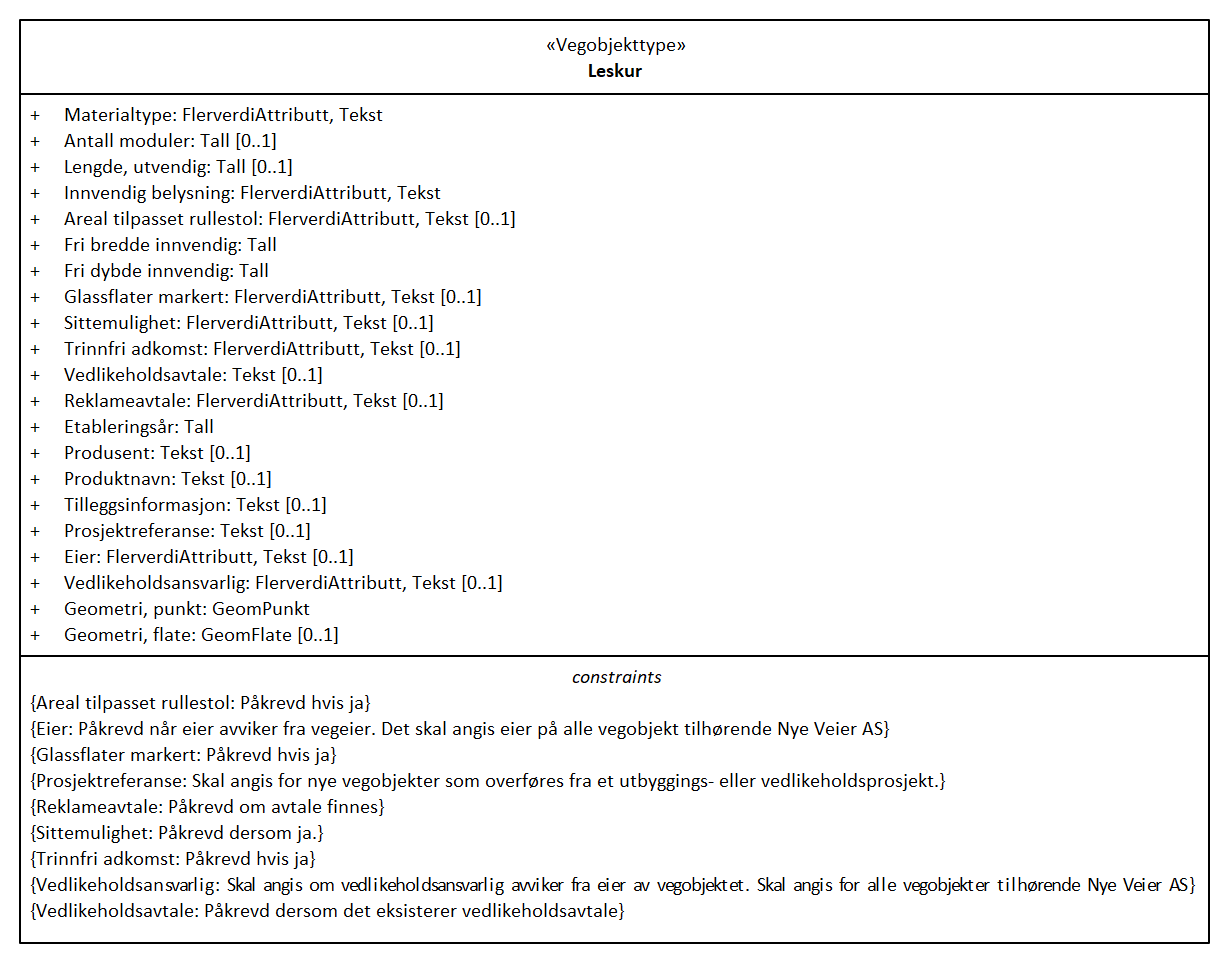 «Vegobjekttype»
Leskur
+ Materialtype: FlerverdiAttributt, Tekst
+ Antall moduler: Tall [0..1]
+ Lengde, utvendig: Tall [0..1]
+ Innvendig belysning: FlerverdiAttributt, Tekst
+ Areal tilpasset rullestol: FlerverdiAttributt, Tekst [0..1]
+ Fri bredde innvendig: Tall
+ Fri dybde innvendig: Tall
+ Glassflater markert: FlerverdiAttributt, Tekst [0..1]
+ Sittemulighet: FlerverdiAttributt, Tekst [0..1]
+ Trinnfri adkomst: FlerverdiAttributt, Tekst [0..1]
+ Vedlikeholdsavtale: Tekst [0..1]
+ Reklameavtale: FlerverdiAttributt, Tekst [0..1]
+ Etableringsår: Tall
+ Produsent: Tekst [0..1]
+ Produktnavn: Tekst [0..1]
+ Tilleggsinformasjon: Tekst [0..1]
+ Prosjektreferanse: Tekst [0..1]
+ Eier: FlerverdiAttributt, Tekst [0..1]
+ Vedlikeholdsansvarlig: FlerverdiAttributt, Tekst [0..1]
+ Geometri, punkt: GeomPunkt
+ Geometri, flate: GeomFlate [0..1]
constraints
{Areal tilpasset rullestol: Påkrevd hvis ja}
{Eier: Påkrevd når eier avviker fra vegeier. Det skal angis eier på alle vegobjekt tilhørende Nye Veier AS}
{Glassflater markert: Påkrevd hvis ja}
{Prosjektreferanse: Skal angis for nye vegobjekter som overføres fra et utbyggings- eller vedlikeholdsprosjekt.}
{Reklameavtale: Påkrevd om avtale finnes}
{Sittemulighet: Påkrevd dersom ja.}
{Trinnfri adkomst: Påkrevd hvis ja}
{Vedlikeholdsansvarlig: Skal angis om vedlikeholdsansvarlig avviker fra eier av vegobjektet. Skal angis for alle vegobjekter tilhørende Nye Veier AS}
{Vedlikeholdsavtale: Påkrevd dersom det eksisterer vedlikeholdsavtale}